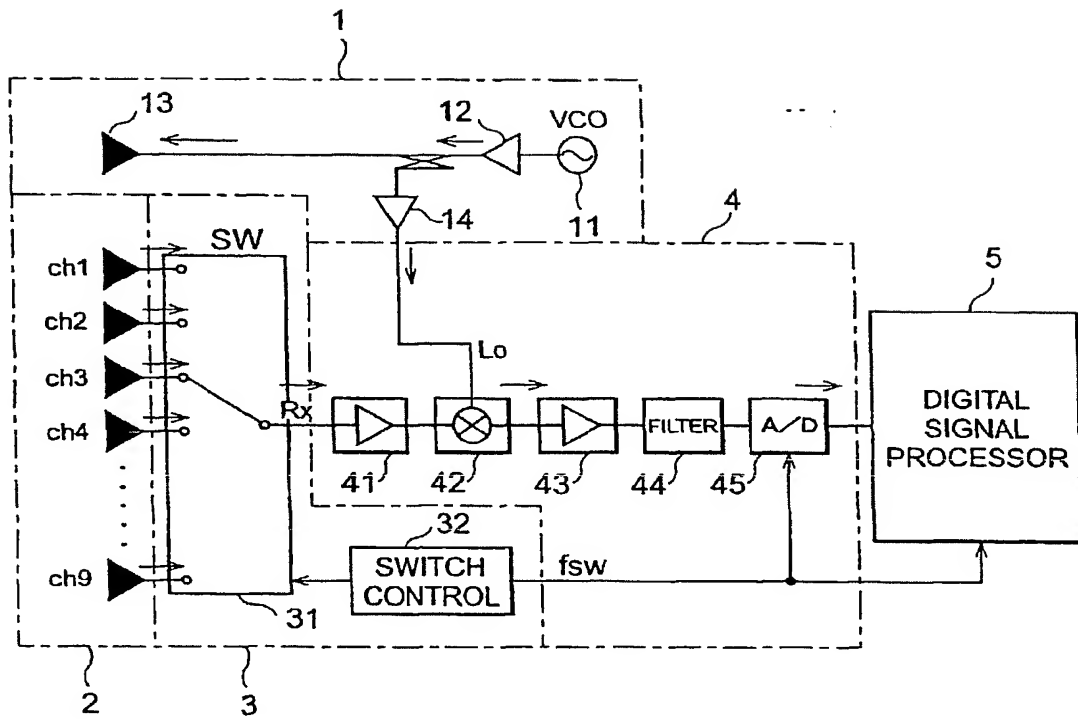 1
13
12
VCO
11
14
4
SW
5
ch1
ch2
ch3
ch4
ch9
Lo
Rx
FILTER
A/D
DIGITAL
SIGNAL
PROCESSOR
41
42
43
44
45
32
SWITCH
CONTROL
fsw
31
2
3